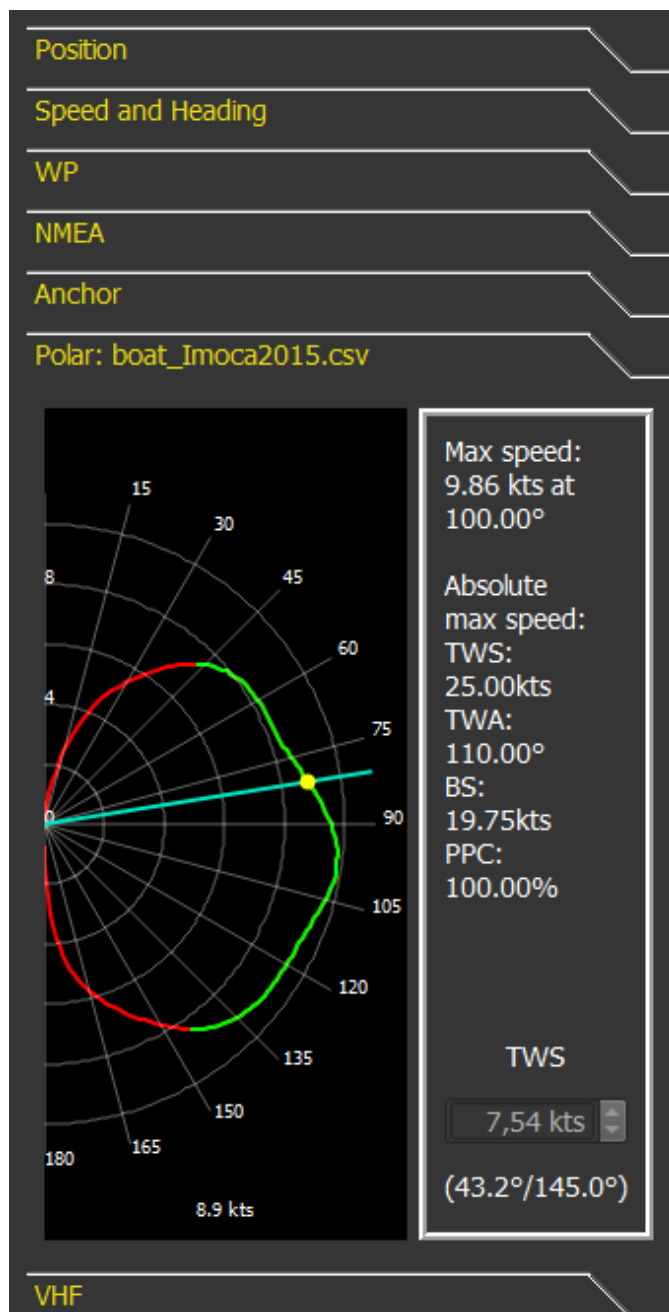 Position
Speed and Heading
WP
NMEA
Anchor
Polar: boat_Imoca2015.csv
15
30
8
45
60
4
75
0
90
105
120
135
150
165
180
8.9 kts
Max speed:
9.86 kts at
100.00°
Absolute
max speed:
TWS:
25.00kts
TWA:
110.00°
BS:
19.75kts
PPC:
100.00%
TWS
7,54 kts
(43.2°/145.0°)
VHF